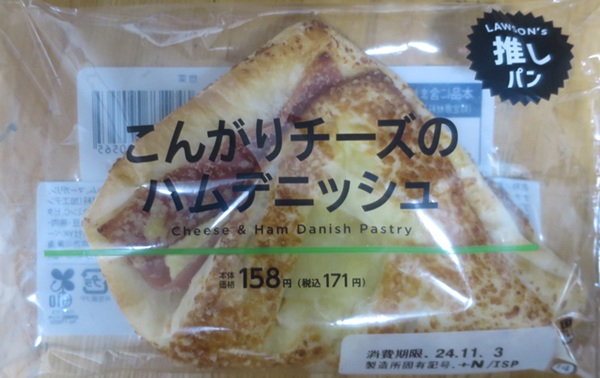 LAWSON's
推し
パン
こんがりチーズの
ハムデニッシュ
Cheese & Ham Danish Pastry
本体価格 158円 (税込171円)
消費期限. 24.11. 3
製造所固有記号. +N/ISP